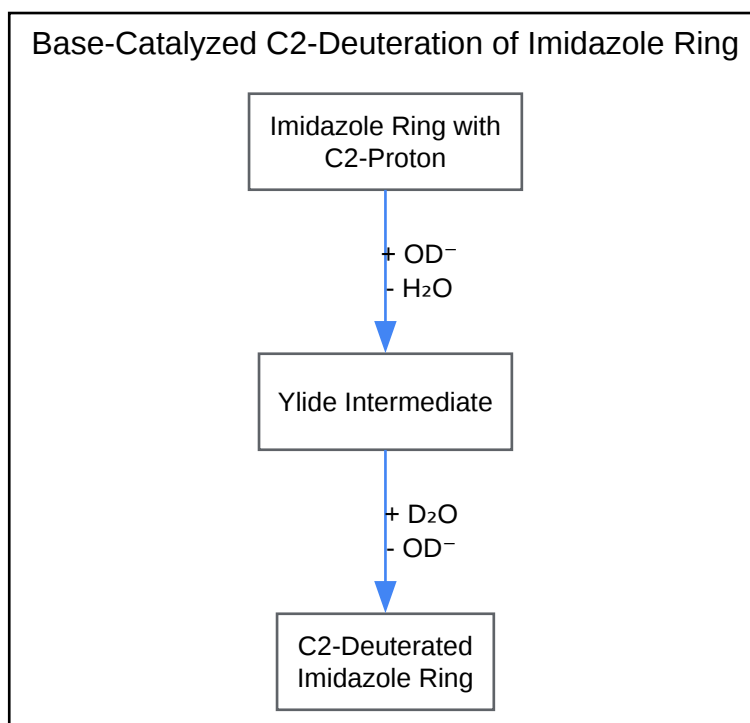 Base-Catalyzed C2-Deuteration of Imidazole Ring
Imidazole Ring with
C2-Proton
+ OD⁻
- H₂O
Ylide Intermediate
+ D₂O
- OD⁻
C2-Deuterated
Imidazole Ring